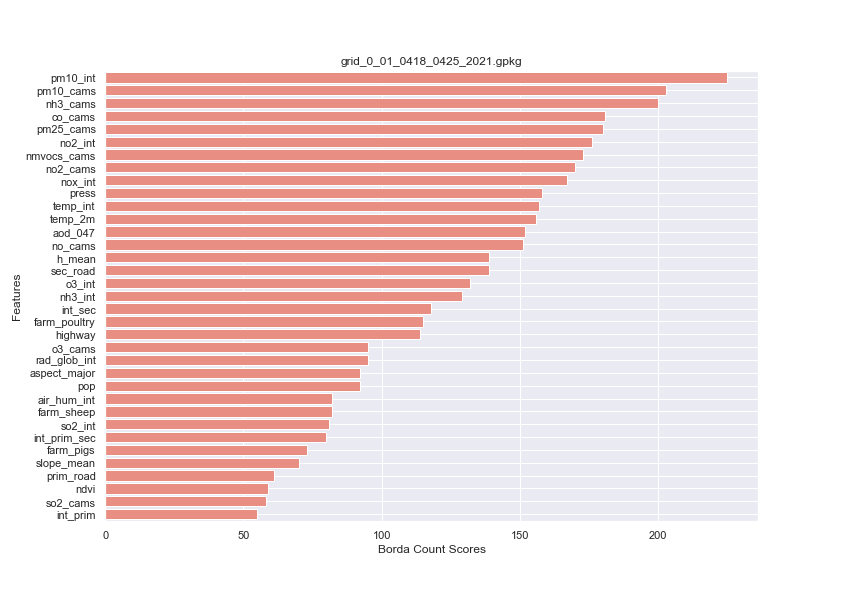 grid_0_01_0418_0425_2021.gpkg
pm10_int
pm10_cams
nh3_cams
co_cams
pm25_cams
no2_int
nmvocs_cams
no2_cams
nox_int
press
temp_int
temp_2m
aod_047
no_cams
h_mean
sec_road
o3_int
nh3_int
int_sec
farm_poultry
highway
o3_cams
rad_glob_int
aspect_major
pop
air_hum_int
farm_sheep
so2_int
int_prim_sec
farm_pigs
slope_mean
prim_road
ndvi
so2_cams
int_prim
Features
0 50 100 150 200
Borda Count Scores